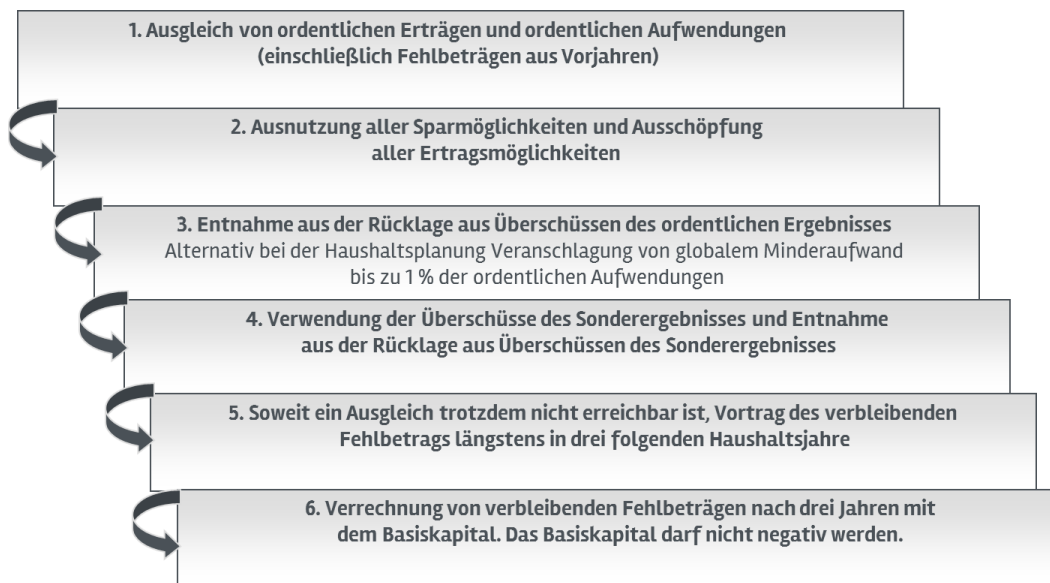 1. Ausgleich von ordentlichen Erträgen und ordentlichen Aufwendungen
(einschließlich Fehlbeträgen aus Vorjahren)
2. Ausnutzung aller Sparmöglichkeiten und Ausschöpfung
aller Ertragsmöglichkeiten
3. Entnahme aus der Rücklage aus Überschüssen des ordentlichen Ergebnisses
Alternativ bei der Haushaltsplanung Veranschlagung von globalem Minderaufwand
bis zu 1 % der ordentlichen Aufwendungen
4. Verwendung der Überschüsse des Sonderergebnisses und Entnahme
aus der Rücklage aus Überschüssen des Sonderergebnisses
5. Soweit ein Ausgleich trotzdem nicht erreichbar ist, Vortrag des verbleibenden
Fehlbetrags längstens in drei folgenden Haushaltsjahre
6. Verrechnung von verbleibenden Fehlbeträgen nach drei Jahren mit
dem Basiskapital. Das Basiskapital darf nicht negativ werden.